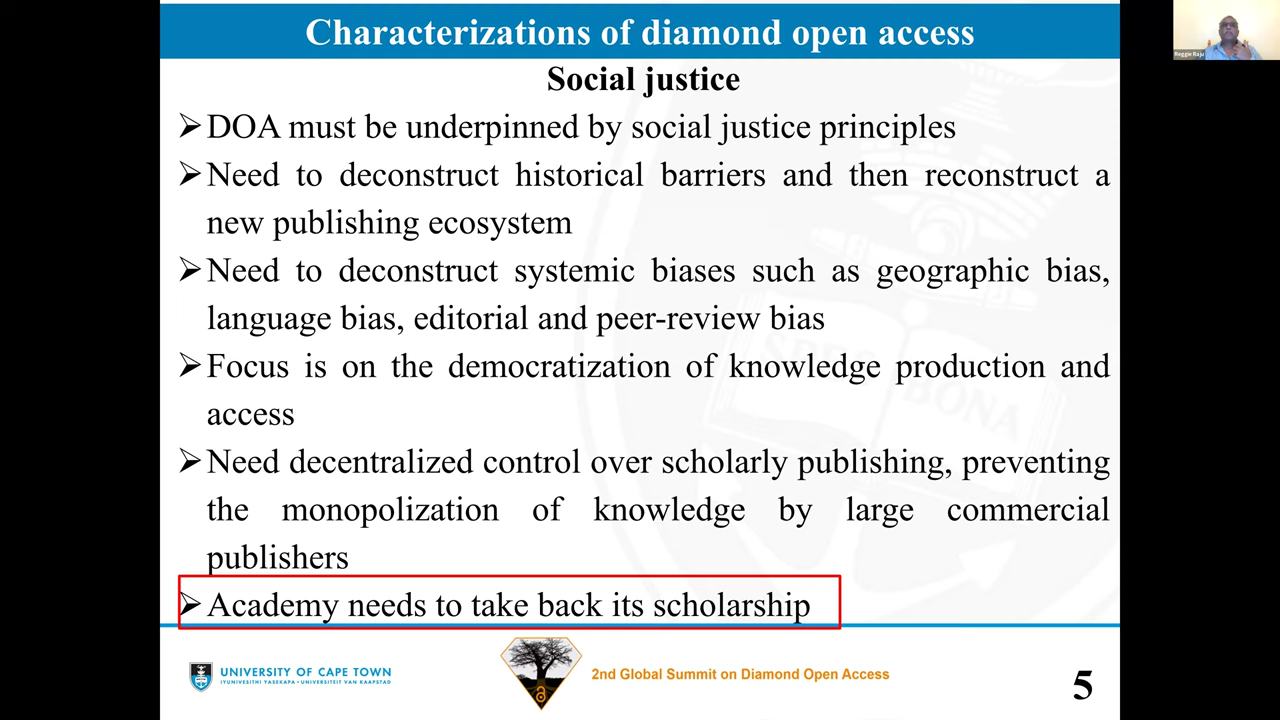 Characterizations of diamond open access
Reggie Raju
Social justice
➢DOA must be underpinned by social justice principles
➢Need to deconstruct historical barriers and then reconstruct a
new publishing ecosystem
➢Need to deconstruct systemic biases such as geographic bias,
language bias, editorial and peer-review bias
➢Focus is on the democratization of knowledge production and
access
➢Need decentralized control over scholarly publishing, preventing
the monopolization of knowledge by large commercial
publishers
➢Academy needs to take back its scholarship
SPES BONA
UNIVERSITY OF CAPE TOWN
IYUNIVESITHI YASEKAPA • UNIVERSITEIT VAN KAAPSTAD
2nd Global Summit on Diamond Open Access
5